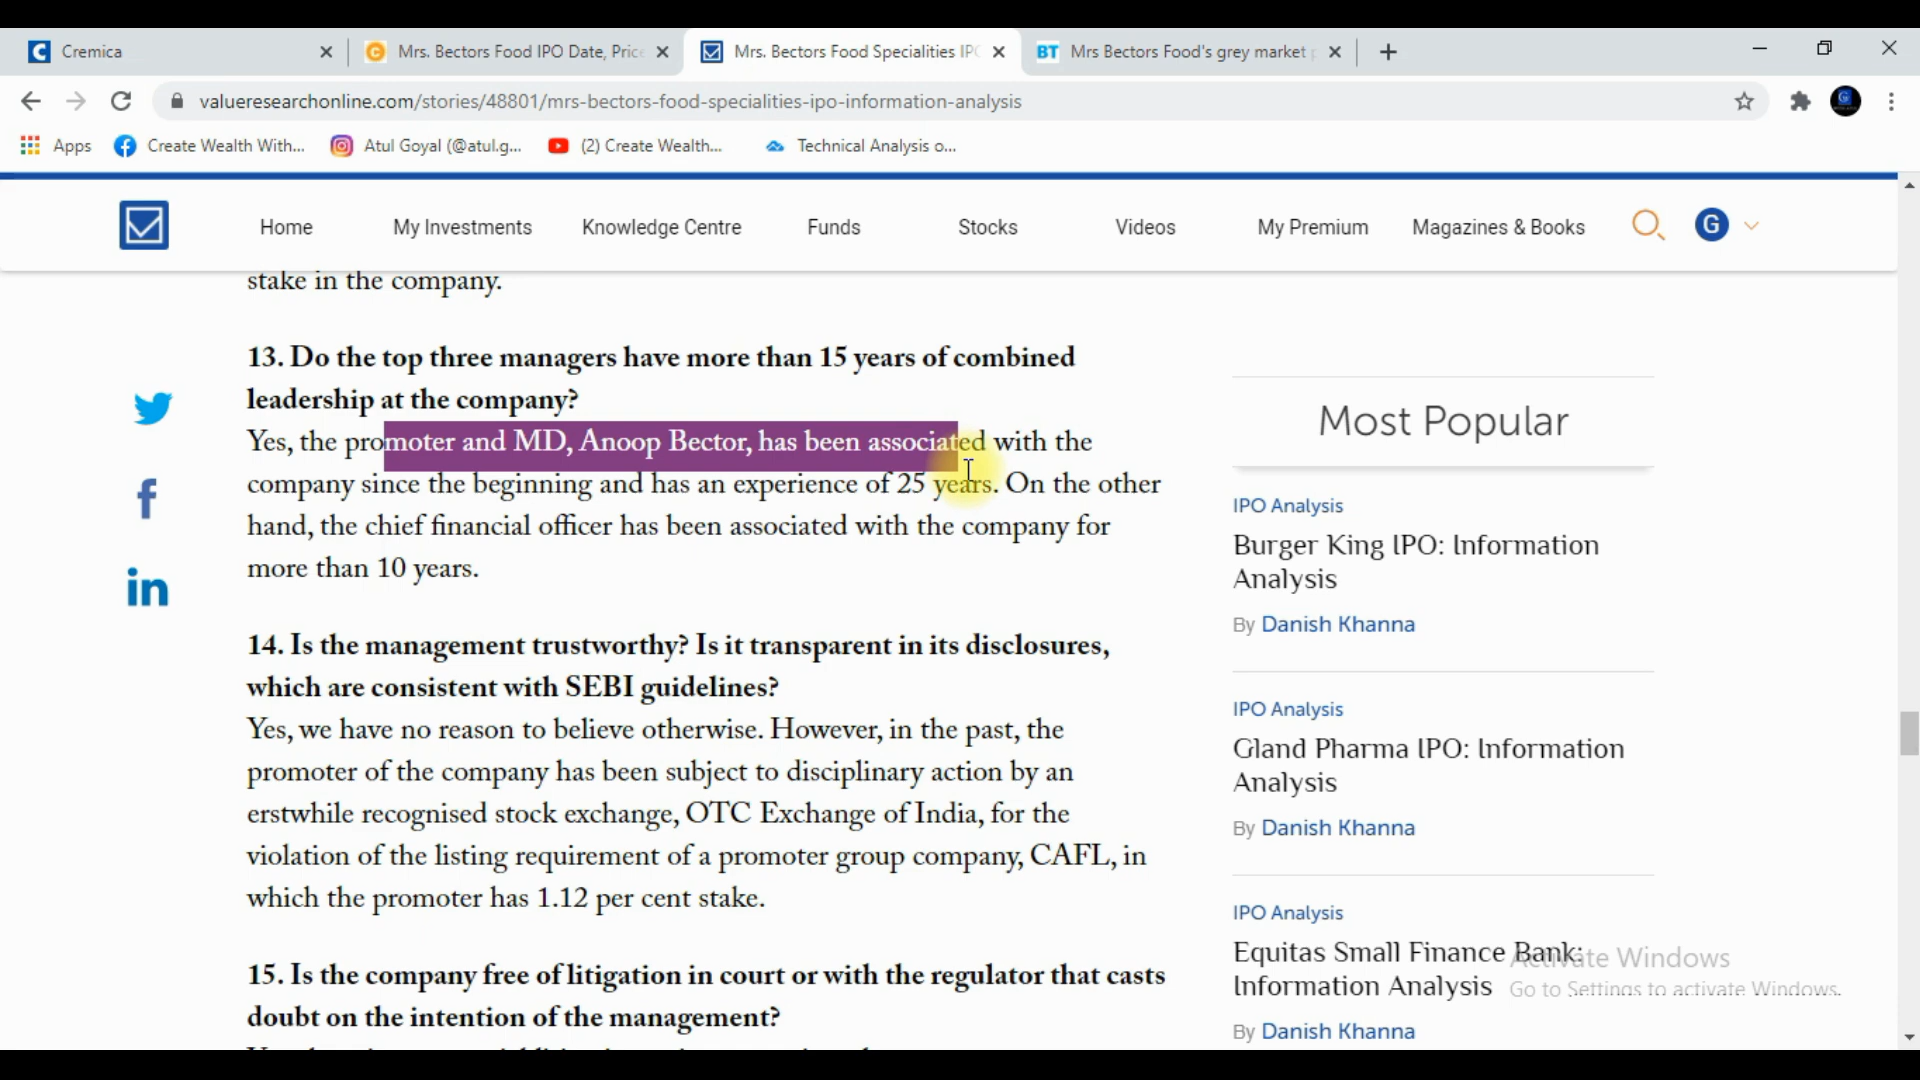 Cremica
Mrs. Bectors Food IPO Date, Price
Mrs. Bectors Food Specialities IPO
BT Mrs Bectors Food's grey market
valueresearchonline.com/stories/48801/mrs-bectors-food-specialities-ipo-information-analysis
Apps
Create Wealth With...
Atul Goyal (@atul.g...
(2) Create Wealth...
Technical Analysis o...
Home
My Investments
Knowledge Centre
Funds
Stocks
Videos
My Premium
Magazines & Books
G
stake in the company.
13. Do the top three managers have more than 15 years of combined
leadership at the company?
Yes, the promoter and MD, Anoop Bector, has been associated with the
company since the beginning and has an experience of 25 years. On the other
hand, the chief financial officer has been associated with the company for
more than 10 years.
14. Is the management trustworthy? Is it transparent in its disclosures,
which are consistent with SEBI guidelines?
Yes, we have no reason to believe otherwise. However, in the past, the
promoter of the company has been subject to disciplinary action by an
erstwhile recognised stock exchange, OTC Exchange of India, for the
violation of the listing requirement of a promoter group company, CAFL, in
which the promoter has 1.12 per cent stake.
15. Is the company free of litigation in court or with the regulator that casts
doubt on the intention of the management?
Most Popular
IPO Analysis
Burger King IPO: Information
Analysis
By Danish Khanna
IPO Analysis
Gland Pharma IPO: Information
Analysis
By Danish Khanna
IPO Analysis
Equitas Small Finance Bank:
Information Analysis
By Danish Khanna
Activate Windows
Go to Settings to activate Windows.